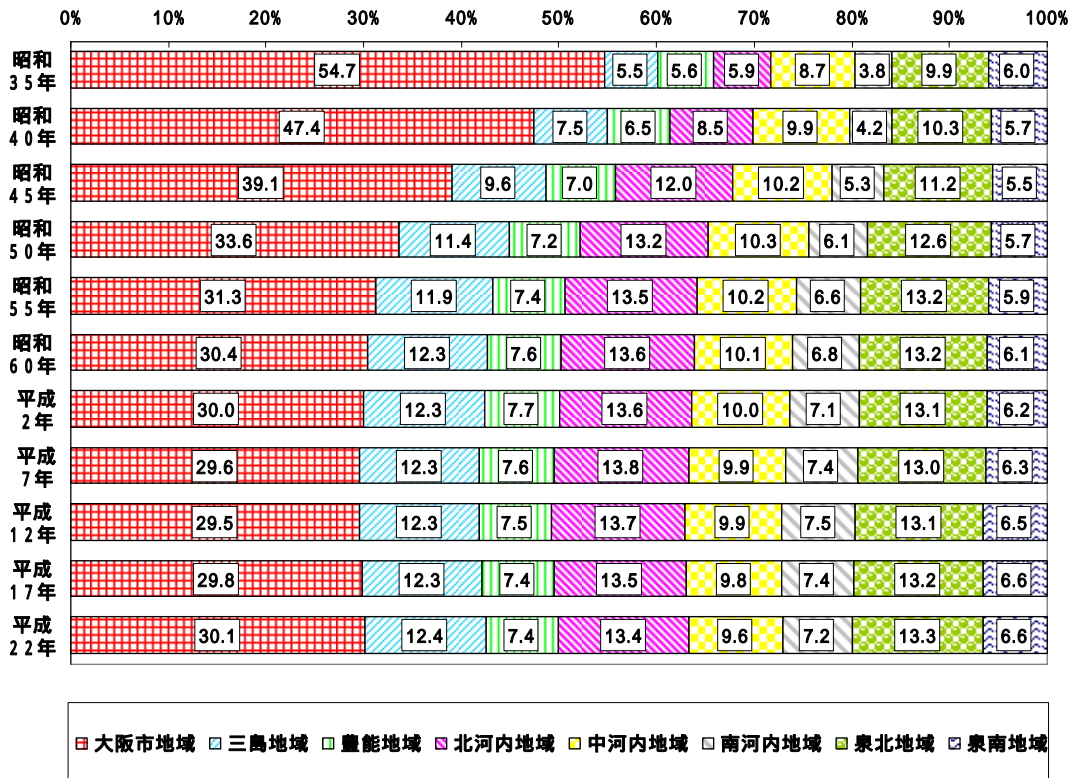 0% 10% 20% 30% 40% 50% 60% 70% 80% 90% 100%
昭和
35年
54.7 5.5 5.6 5.9 8.7 3.8 9.9 6.0
昭和
40年
47.4 7.5 6.5 8.5 9.9 4.2 10.3 5.7
昭和
45年
39.1 9.6 7.0 12.0 10.2 5.3 11.2 5.5
昭和
50年
33.6 11.4 7.2 13.2 10.3 6.1 12.6 5.7
昭和
55年
31.3 11.9 7.4 13.5 10.2 6.6 13.2 5.9
昭和
60年
30.4 12.3 7.6 13.6 10.1 6.8 13.2 6.1
平成
2年
30.0 12.3 7.7 13.6 10.0 7.1 13.1 6.2
平成
7年
29.6 12.3 7.6 13.8 9.9 7.4 13.0 6.3
平成
12年
29.5 12.3 7.5 13.7 9.9 7.5 13.1 6.5
平成
17年
29.8 12.3 7.4 13.5 9.8 7.4 13.2 6.6
平成
22年
30.1 12.4 7.4 13.4 9.6 7.2 13.3 6.6
大阪市地域 三島地域 豊能地域 北河内地域 中河内地域 南河内地域 泉北地域 泉南地域